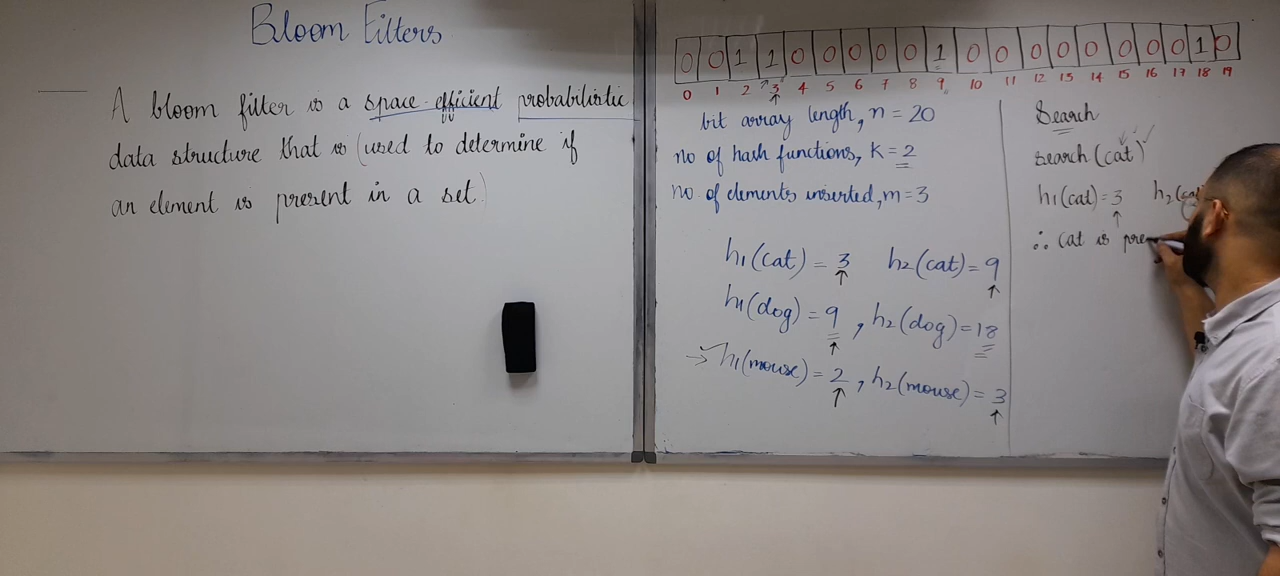 Bloom Filters
A bloom filter is a space efficient probabilistic
data structure that is (used to determine if
an element is present in a set)
0 0 1 1 0 0 0 0 0 1 0 0 0 0 0 0 0 0 1 0
0 1 2 3 4 5 6 7 8 9 10 11 12 13 14 15 16 17 18 19
bit array length, n = 20
no of hash functions, K = 2
no of elements inserted, m = 3
h1(cat) = 3 h2(cat) = 9
h1(dog) = 9, h2(dog) = 18
→ h1(mouse) = 2, h2(mouse) = 3
Search
search(cat)
h1(cat) = 3 h2(cat
∴ cat is pre